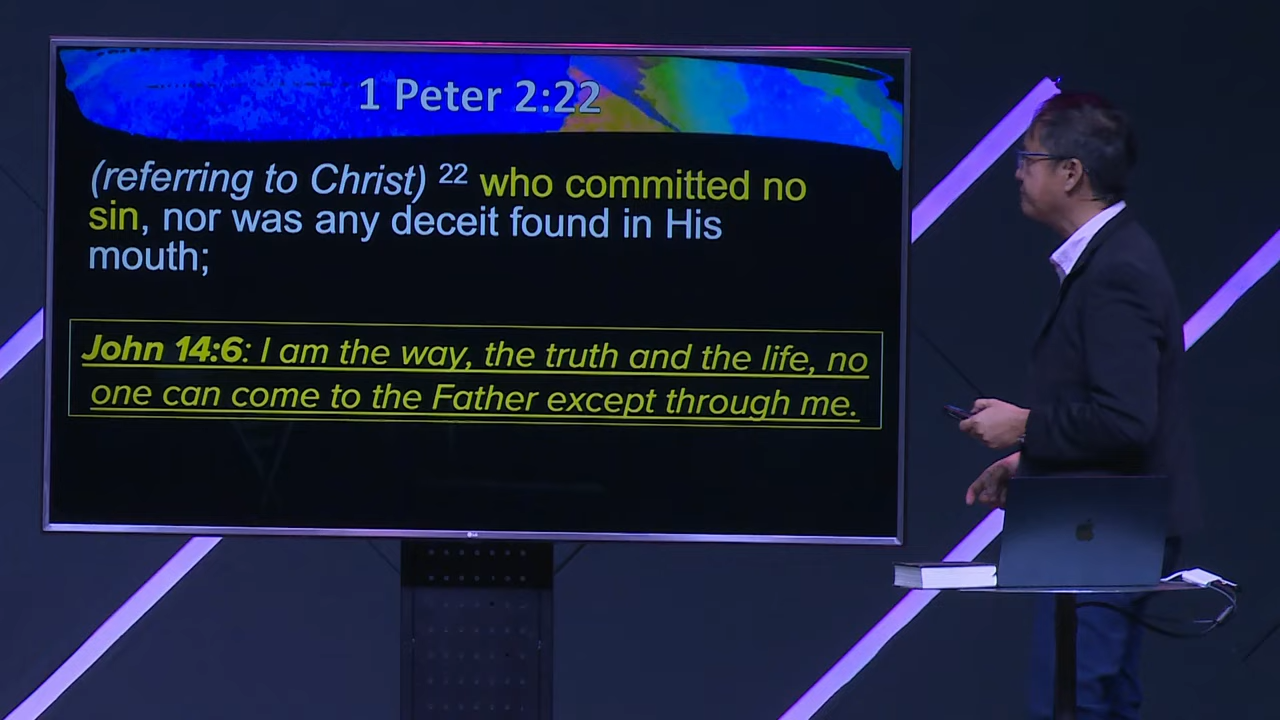 1 Peter 2:22
(referring to Christ) 22 who committed no
sin, nor was any deceit found in His
mouth;
John 14:6: I am the way, the truth and the life, no
one can come to the Father except through me.